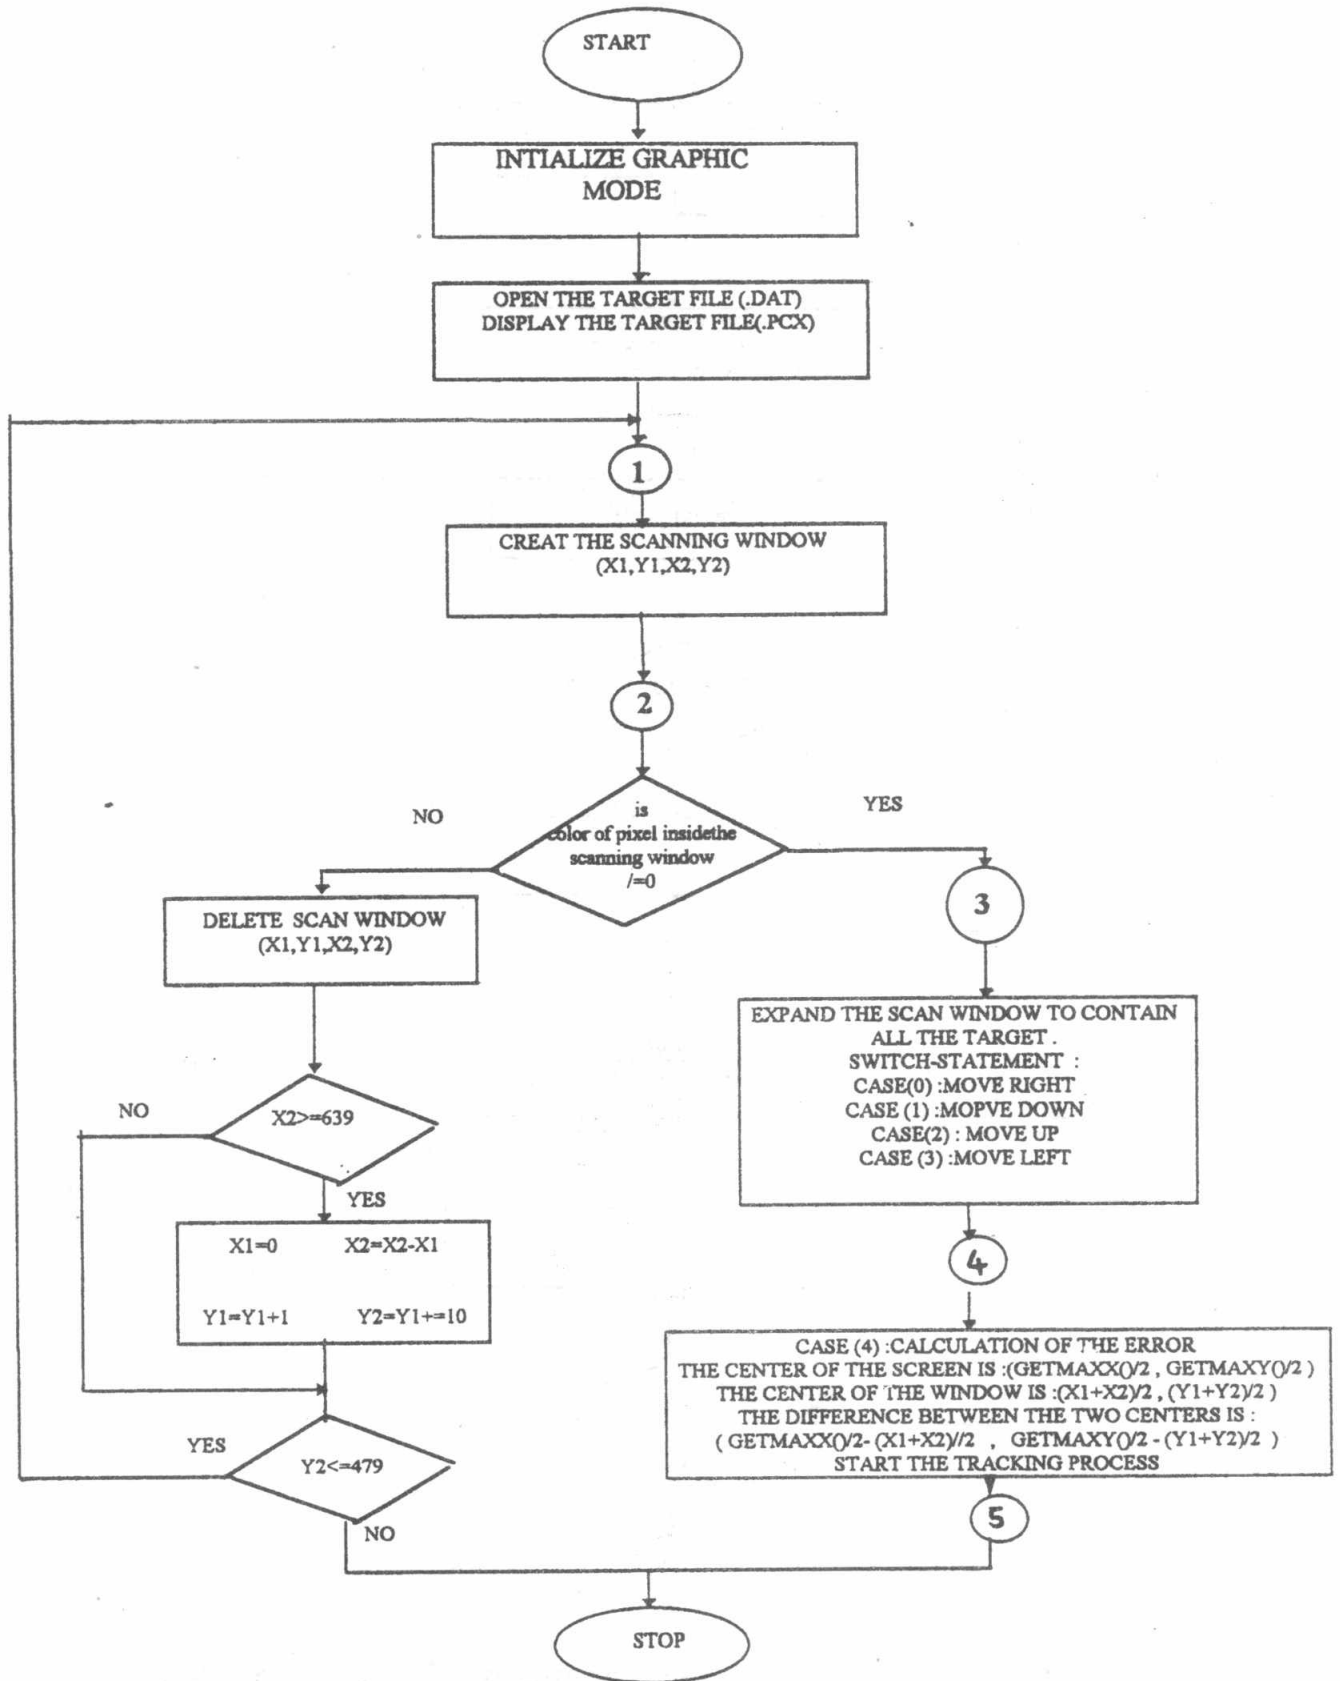 START
INTIALIZE GRAPHIC
MODE
OPEN THE TARGET FILE (.DAT)
DISPLAY THE TARGET FILE(.PCX)
1
CREAT THE SCANNING WINDOW
(X1,Y1,X2,Y2)
2
NO
YES
is
color of pixel insidethe
scanning window
/=0
3
DELETE SCAN WINDOW
(X1,Y1,X2,Y2)
EXPAND THE SCAN WINDOW TO CONTAIN
ALL THE TARGET .
SWITCH-STATEMENT :
CASE(0) :MOVE RIGHT
CASE (1) :MOPVE DOWN
CASE(2) : MOVE UP
CASE (3) :MOVE LEFT
NO
X2>=639
YES
X1=0 X2=X2-X1
Y1=Y1+1 Y2=Y1+=10
4
CASE (4) :CALCULATION OF THE ERROR
THE CENTER OF THE SCREEN IS :(GETMAXX()/2 , GETMAXY()/2 )
THE CENTER OF THE WINDOW IS :(X1+X2)/2 , (Y1+Y2)/2 )
THE DIFFERENCE BETWEEN THE TWO CENTERS IS :
( GETMAXX()/2- (X1+X2)//2 , GETMAXY()/2 - (Y1+Y2)/2 )
START THE TRACKING PROCESS
YES
Y2<=479
NO
5
STOP